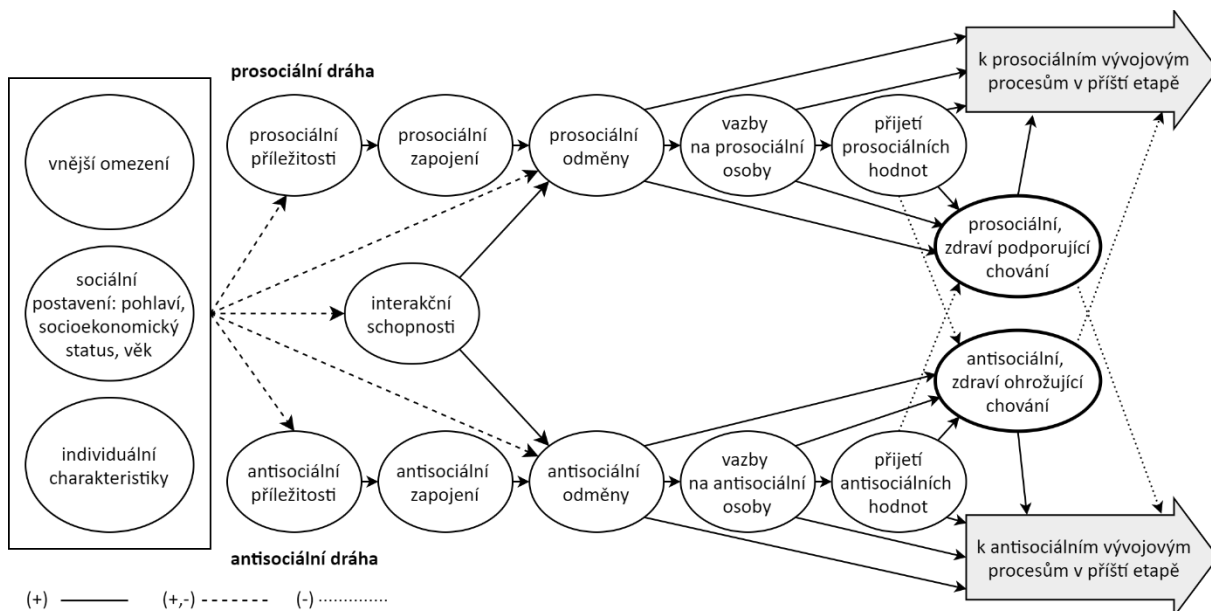 prosociální dráha
k prosociálním vývojovým
procesům v příští etapě
vnější omezení
prosociální
příležitosti
prosociální
zapojení
prosociální
odměny
vazby
na prosociální
osoby
přijetí
prosociálních
hodnot
prosociální,
zdraví podporující
chování
sociální
postavení: pohlaví,
socioekonomický
status, věk
interakční
schopnosti
antisociální,
zdraví ohrožující
chování
individuální
charakteristiky
antisociální
příležitosti
antisociální
zapojení
antisociální
odměny
vazby
na antisociální
osoby
přijetí
antisociálních
hodnot
k antisociálním vývojovým
procesům v příští etapě
antisociální dráha
(+) (+,-) (-)